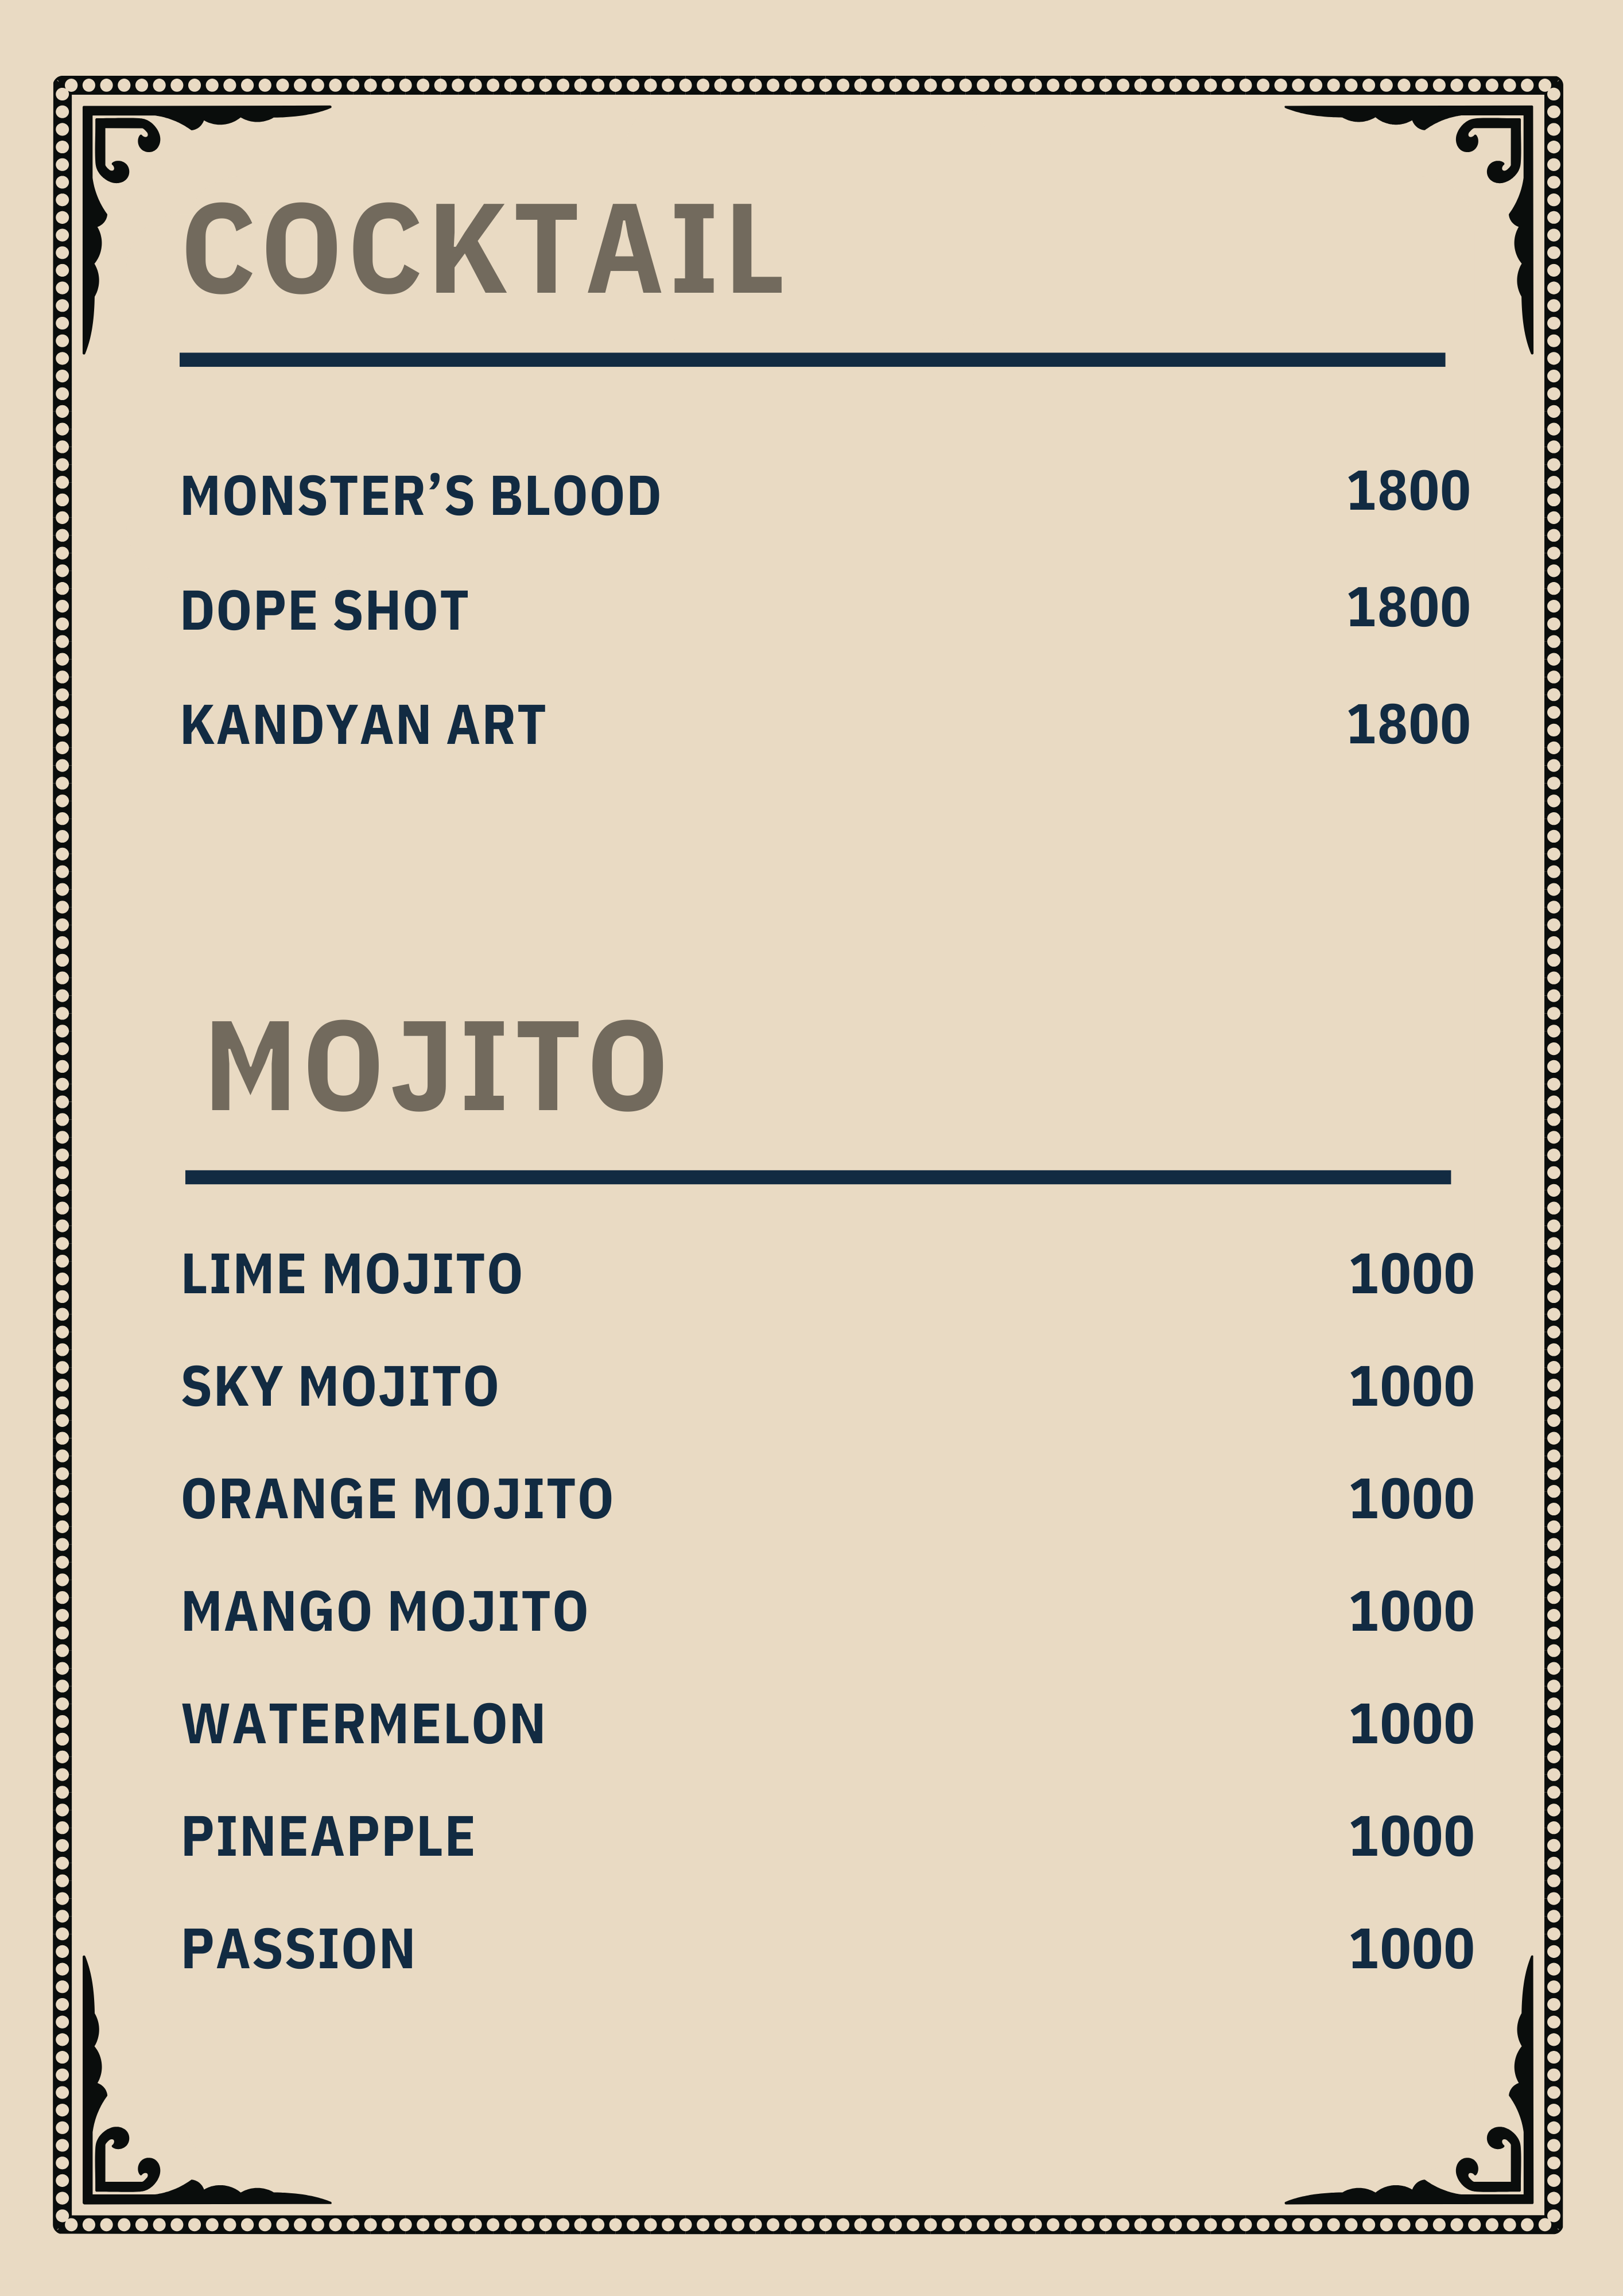 COCKTAIL
MONSTER’S BLOOD 1800
DOPE SHOT 1800
KANDYAN ART 1800
MOJITO
LIME MOJITO 1000
SKY MOJITO 1000
ORANGE MOJITO 1000
MANGO MOJITO 1000
WATERMELON 1000
PINEAPPLE 1000
PASSION 1000